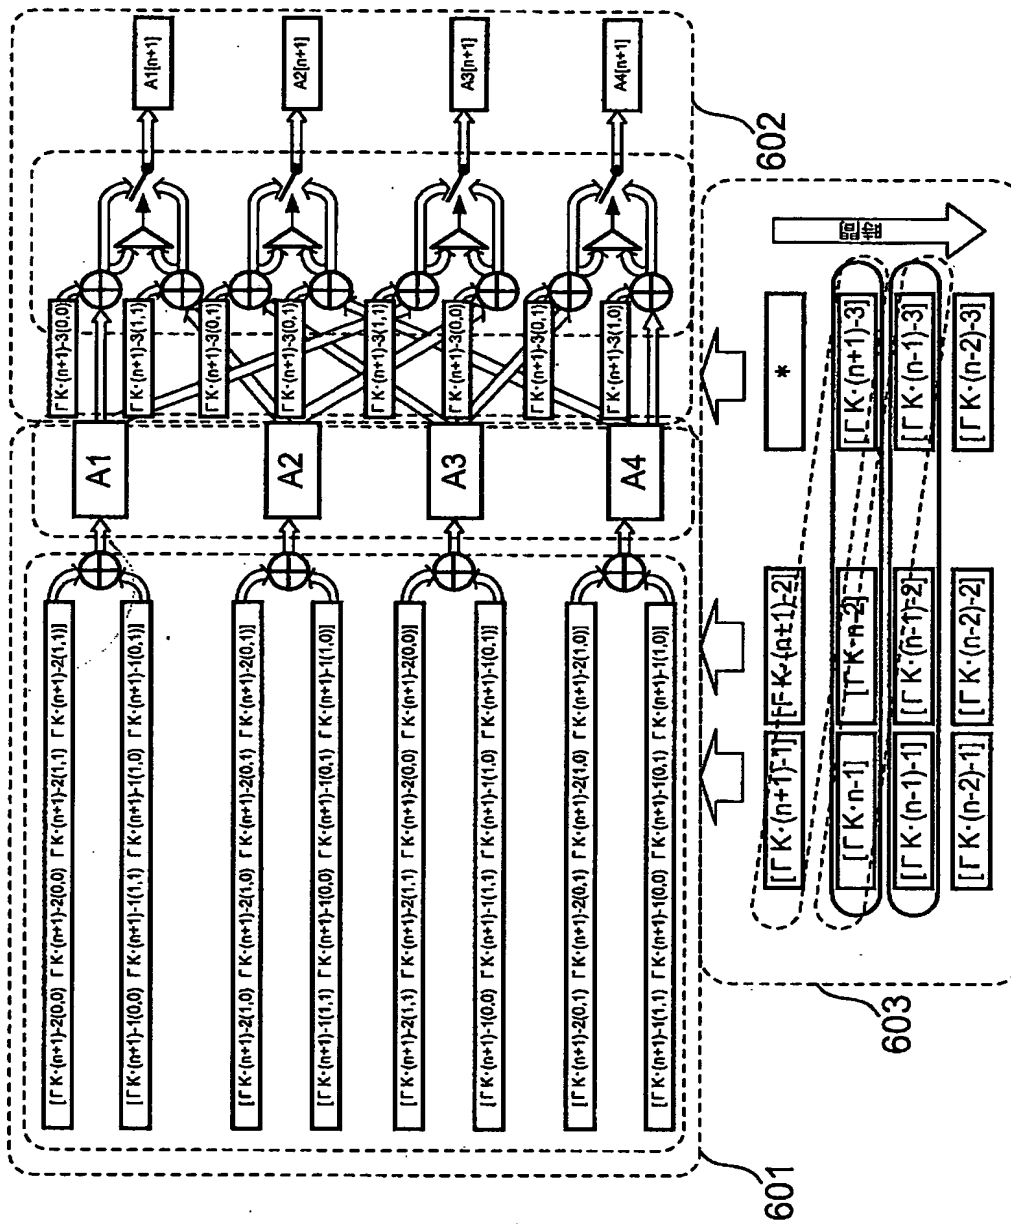 [ΓK·(n+1)-2(0,0) ΓK·(n+1)-2(0,0) ΓK·(n+1)-2(1,1) ΓK·(n+1)-2(1,1)]
[ΓK·(n+1)-1(0,0) ΓK·(n+1)-1(1,1) ΓK·(n+1)-1(1,0) ΓK·(n+1)-1(0,1)]
[ΓK·(n+1)-2(1,0) ΓK·(n+1)-2(1,0) ΓK·(n+1)-2(0,1) ΓK·(n+1)-2(0,1)]
[ΓK·(n+1)-1(1,1) ΓK·(n+1)-1(0,0) ΓK·(n+1)-1(0,1) ΓK·(n+1)-1(1,0)]
[ΓK·(n+1)-2(1,1) ΓK·(n+1)-2(1,1) ΓK·(n+1)-2(0,0) ΓK·(n+1)-2(0,0)]
[ΓK·(n+1)-1(0,0) ΓK·(n+1)-1(1,1) ΓK·(n+1)-1(1,0) ΓK·(n+1)-1(0,1)]
[ΓK·(n+1)-2(0,1) ΓK·(n+1)-2(0,1) ΓK·(n+1)-2(1,0) ΓK·(n+1)-2(1,0)]
[ΓK·(n+1)-1(1,1) ΓK·(n+1)-1(0,0) ΓK·(n+1)-1(0,1) ΓK·(n+1)-1(1,0)]
A1
A2
A3
A4
ΓK·(n+1)-3(0,0)
ΓK·(n+1)-3(1,1)
ΓK·(n+1)-3(0,1)
ΓK·(n+1)-3(0,1)
ΓK·(n+1)-3(1,1)
ΓK·(n+1)-3(0,0)
ΓK·(n+1)-3(0,1)
ΓK·(n+1)-3(1,0)
A1[n+1]
A2[n+1]
A3[n+1]
A4[n+1]
601
602
[ΓK·(n+1)-1] [ΓK·(n+1)-2] *
[ΓK·n-1] [ΓK·n-2] [ΓK·(n+1)-3]
[ΓK·(n-1)-1] [ΓK·(n-1)-2] [ΓK·(n-1)-3]
[ΓK·(n-2)-1] [ΓK·(n-2)-2] [ΓK·(n-2)-3]
時間
603